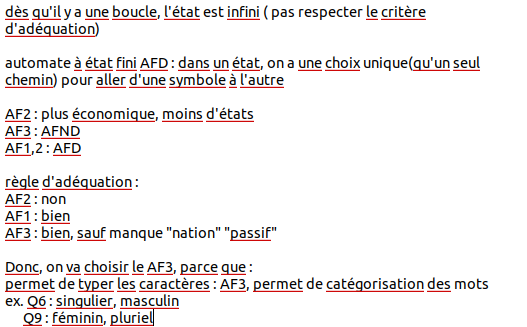 dès qu'il y a une boucle, l'état est infini ( pas respecter le critère
d'adéquation)
automate à état fini AFD : dans un état, on a une choix unique(qu'un seul
chemin) pour aller d'une symbole à l'autre
AF2 : plus économique, moins d'états
AF3 : AFND
AF1,2 : AFD
règle d'adéquation :
AF2 : non
AF1 : bien
AF3 : bien, sauf manque "nation" "passif"
Donc, on va choisir le AF3, parce que :
permet de typer les caractères : AF3, permet de catégorisation des mots
ex. Q6 : singulier, masculin
Q9 : féminin, pluriel